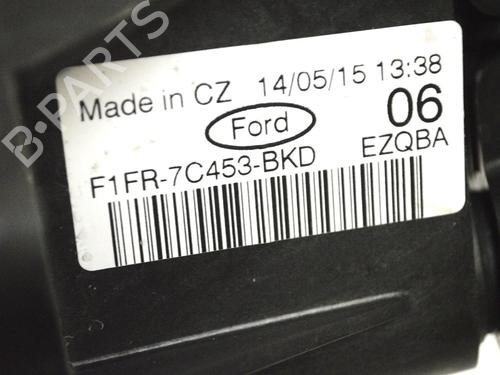 Made in CZ 14/05/15 13:38
Ford 06
F1FR-7C453-BKD EZQBA
B-PARTS